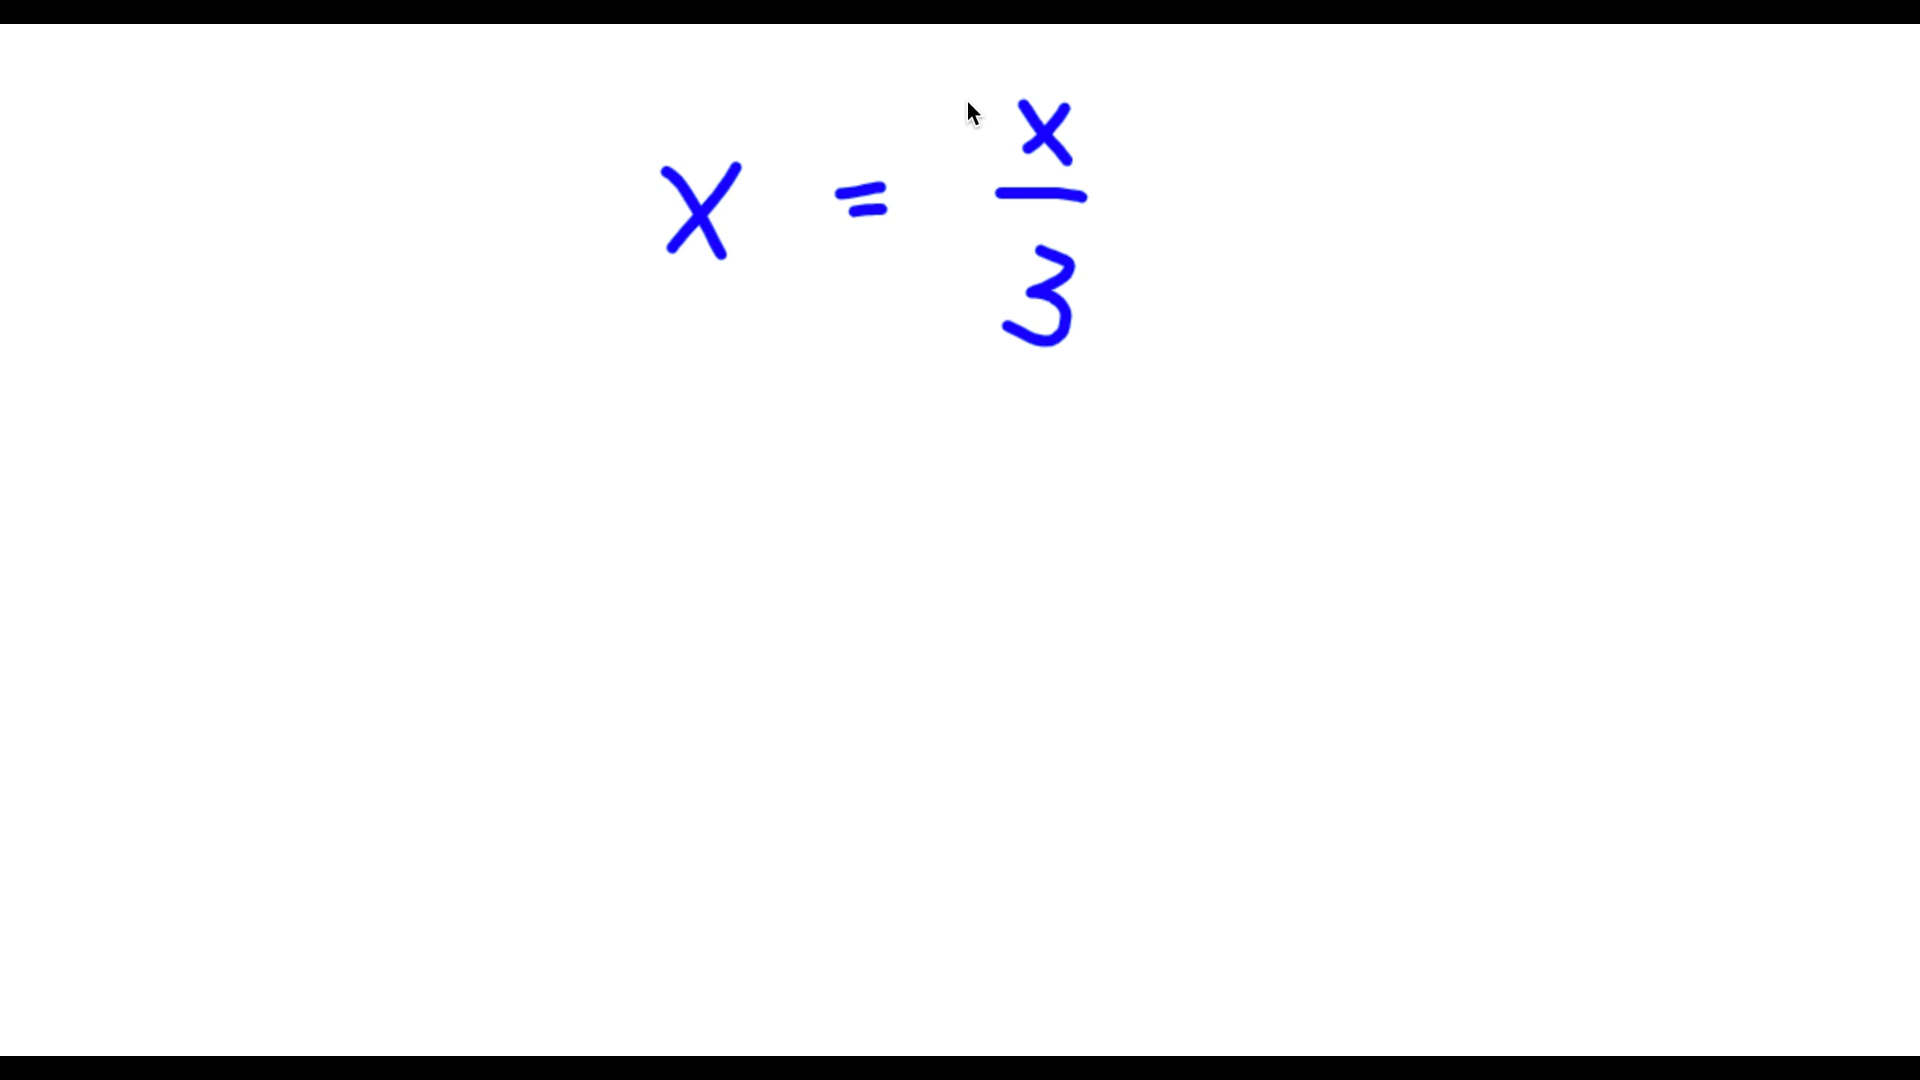 x = x/3